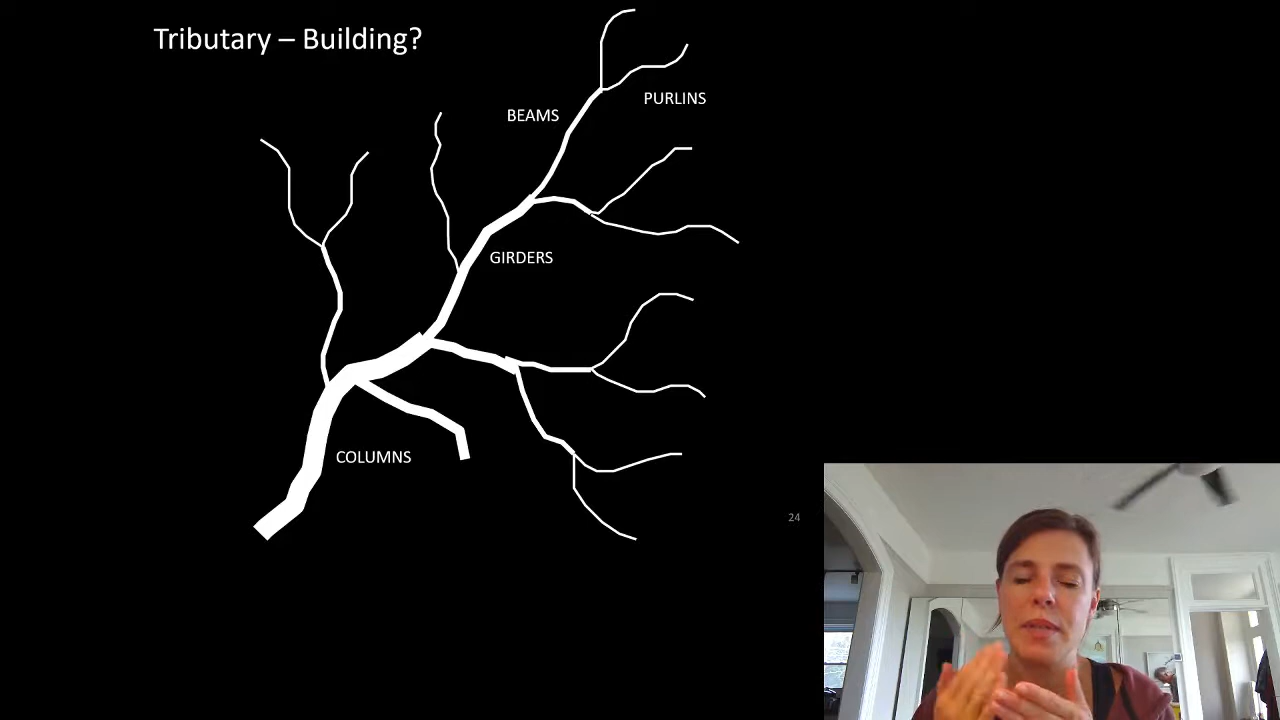 Tributary – Building?
PURLINS
BEAMS
GIRDERS
COLUMNS
24